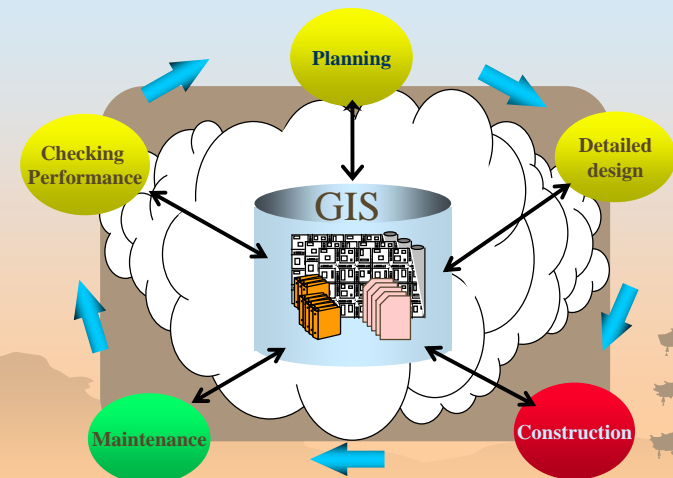 Planning
Checking
Performance
Detailed
design
GIS
Maintenance
Construction